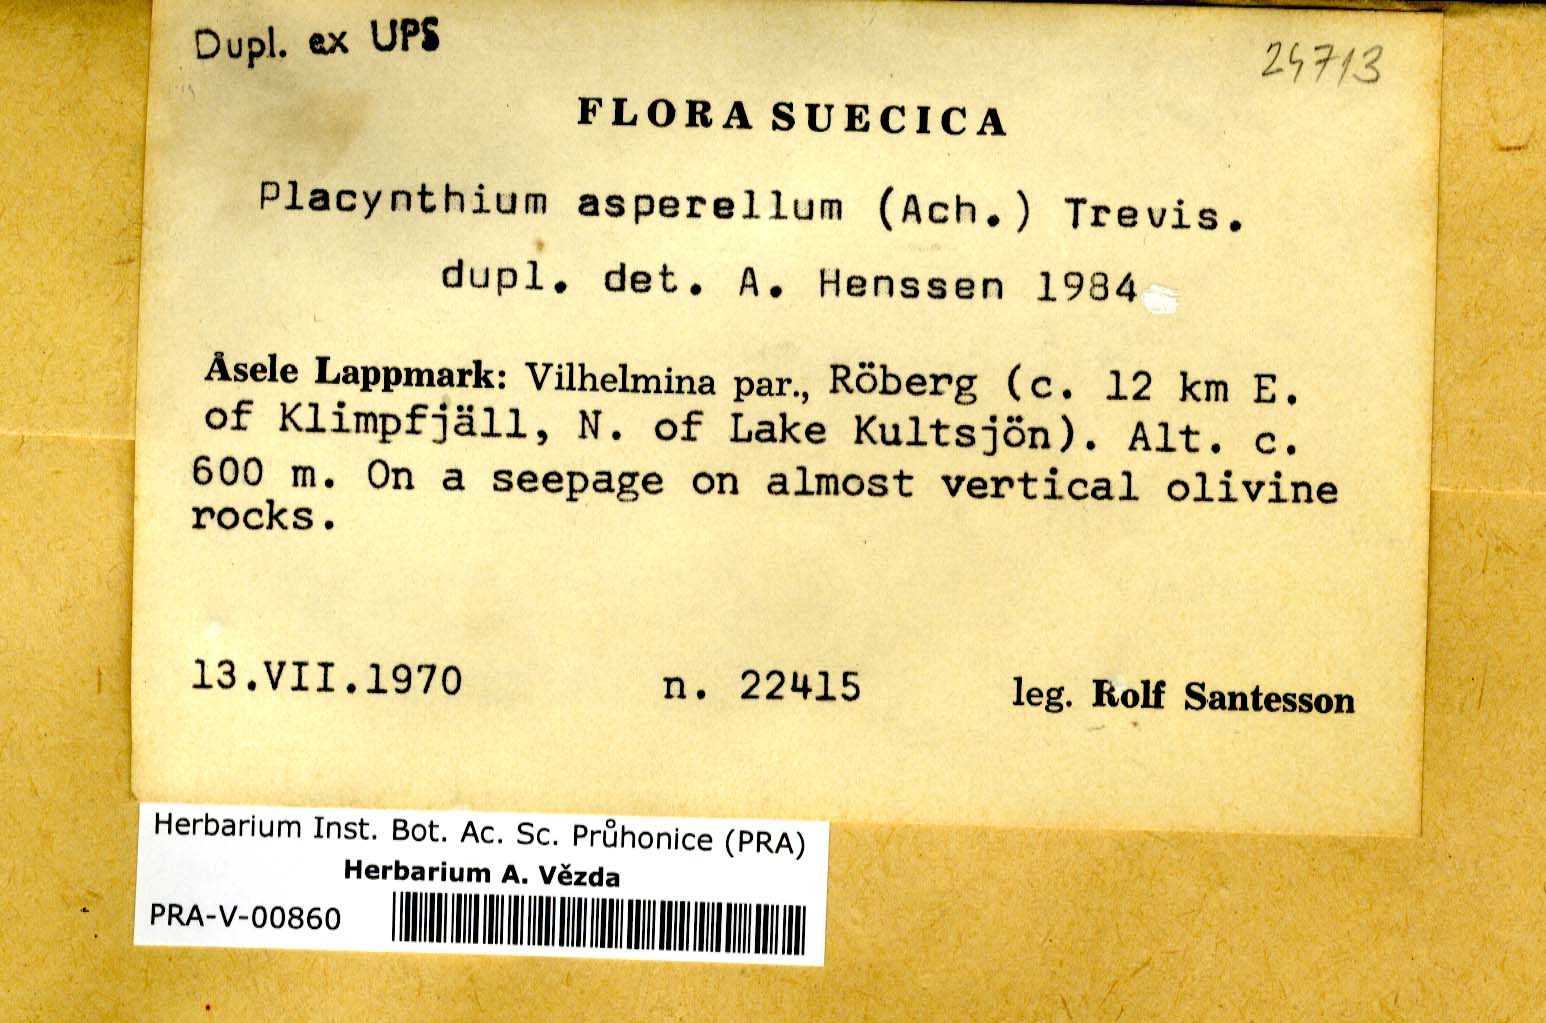 Dupl. ex UPS
24713
FLORA SUECICA
Placynthium asperellum (Ach.) Trevis.
dupl. det. A. Henssen 1984
Åsele Lappmark: Vilhelmina par., Röberg (c. 12 km E.
of Klimpfjäll, N. of Lake Kultsjön). Alt. c.
600 m. On a seepage on almost vertical olivine
rocks.
13.VII.1970 n. 22415 leg. Rolf Santesson
Herbarium Inst. Bot. Ac. Sc. Průhonice (PRA)
Herbarium A. Vězda
PRA-V-00860